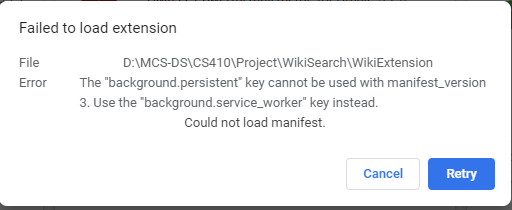 Failed to load extension
File D:\MCS-DS\CS410\Project\WikiSearch\WikiExtension
Error The "background.persistent" key cannot be used with manifest_version
3. Use the "background.service_worker" key instead.
Could not load manifest.
Cancel Retry